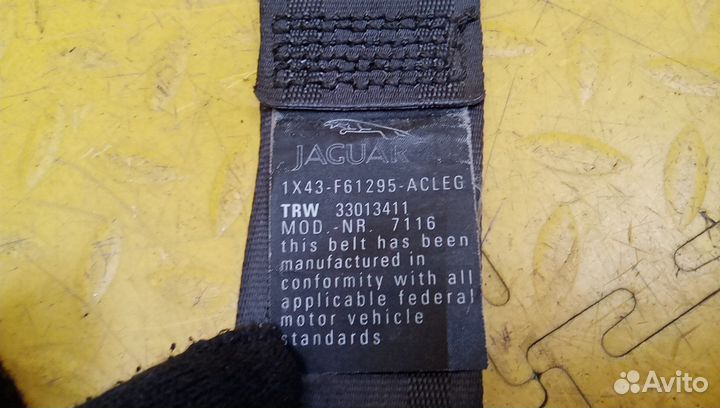 JAGUAR
1X43-F61295-ACLEG
TRW 33013411
MOD.-NR. 7116
this belt has been
manufactured in
conformity with all
applicable federal
motor vehicle
standards
Avito